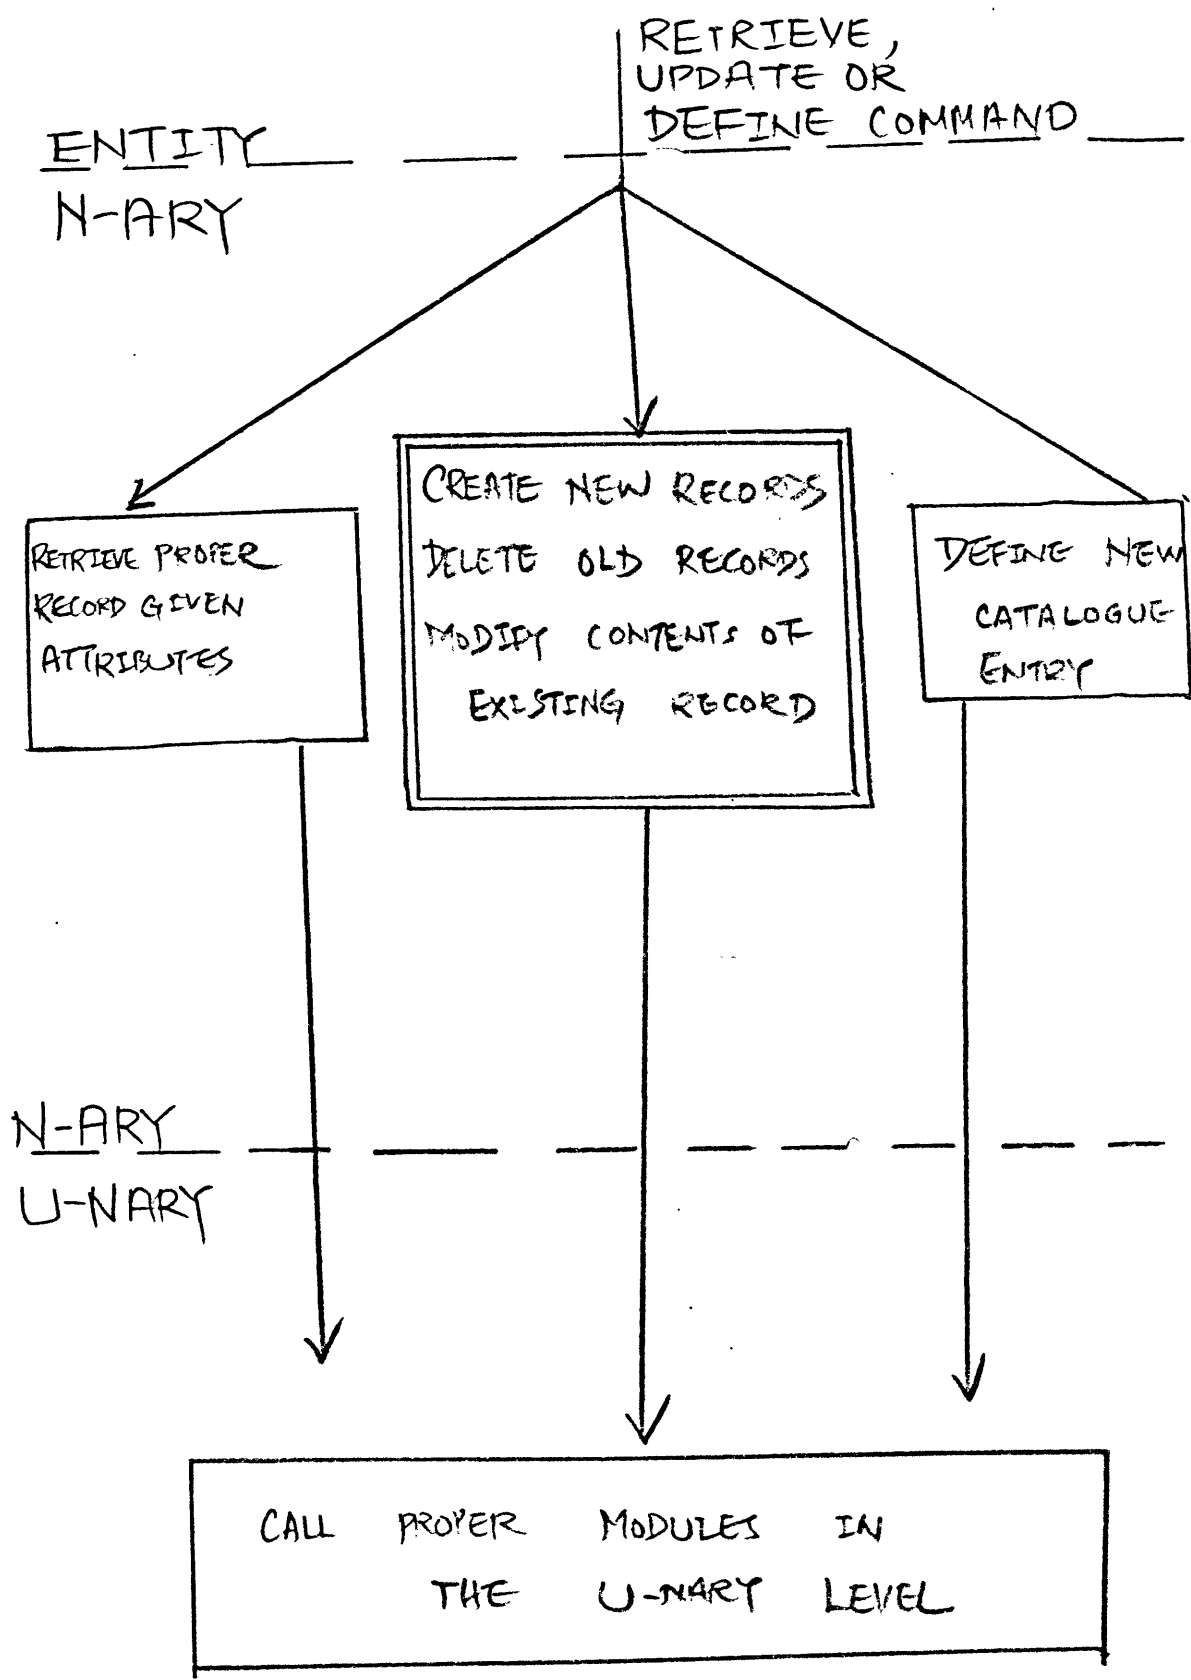 RETRIEVE,
UPDATE OR
DEFINE COMMAND
ENTITY
N-ARY
RETRIEVE PROPER
RECORD GIVEN
ATTRIBUTES
CREATE NEW RECORDS
DELETE OLD RECORDS
MODIFY CONTENTS OF
EXISTING RECORD
DEFINE NEW
CATALOGUE
ENTRY
N-ARY
U-NARY
CALL PROPER MODULES IN
THE U-NARY LEVEL